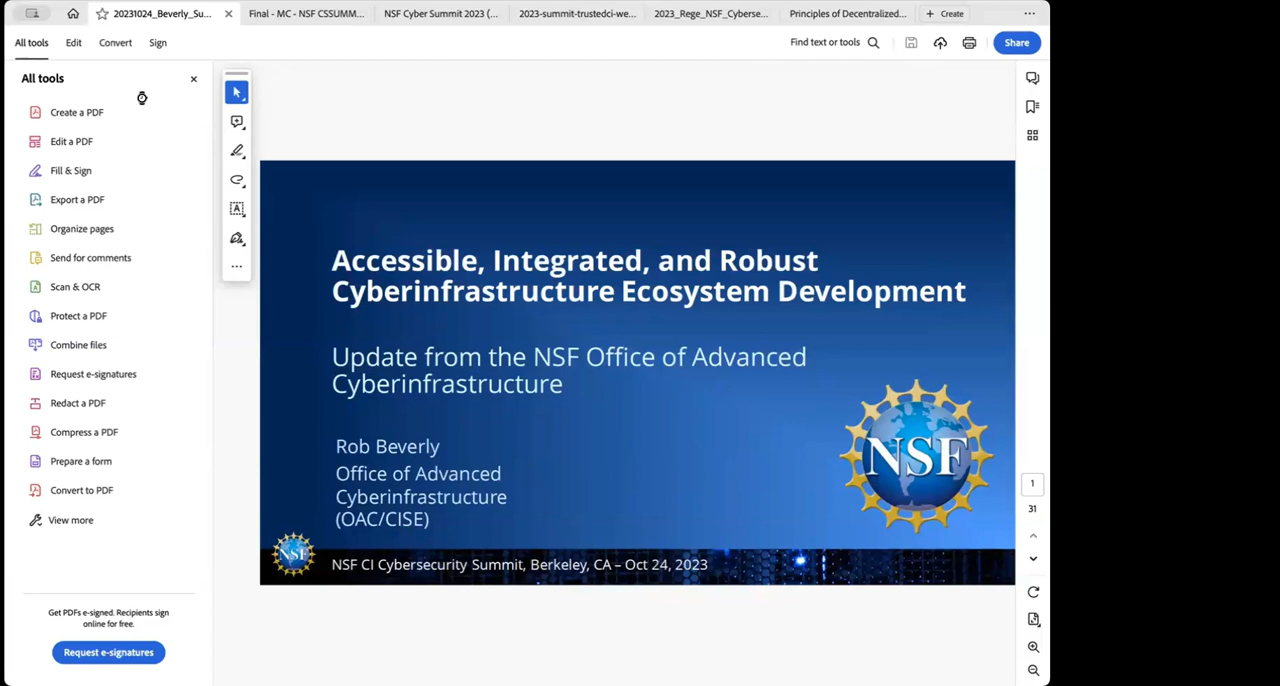 20231024_Beverly_Su...
Final - MC - NSF CSSUMM...
NSF Cyber Summit 2023 (...
2023-summit-trustedci-we...
2023_Rege_NSF_Cyberse...
Principles of Decentralized...
+ Create
All tools
Edit
Convert
Sign
Find text or tools
Share
All tools
Create a PDF
Edit a PDF
Fill & Sign
Export a PDF
Organize pages
Send for comments
Scan & OCR
Protect a PDF
Combine files
Request e-signatures
Redact a PDF
Compress a PDF
Prepare a form
Convert to PDF
View more
Get PDFs e-signed. Recipients sign
online for free.
Request e-signatures
Accessible, Integrated, and Robust
Cyberinfrastructure Ecosystem Development
Update from the NSF Office of Advanced
Cyberinfrastructure
Rob Beverly
Office of Advanced
Cyberinfrastructure
(OAC/CISE)
NSF
NSF
NSF CI Cybersecurity Summit, Berkeley, CA – Oct 24, 2023
1
31